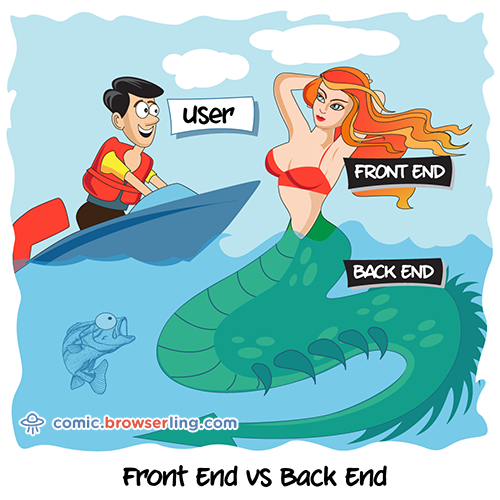 user
FRONT END
BACK END
comic.browserling.com
Front End vs Back End